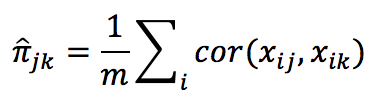 π̂_jk = 1/m ∑_i cor(x_ij, x_ik)